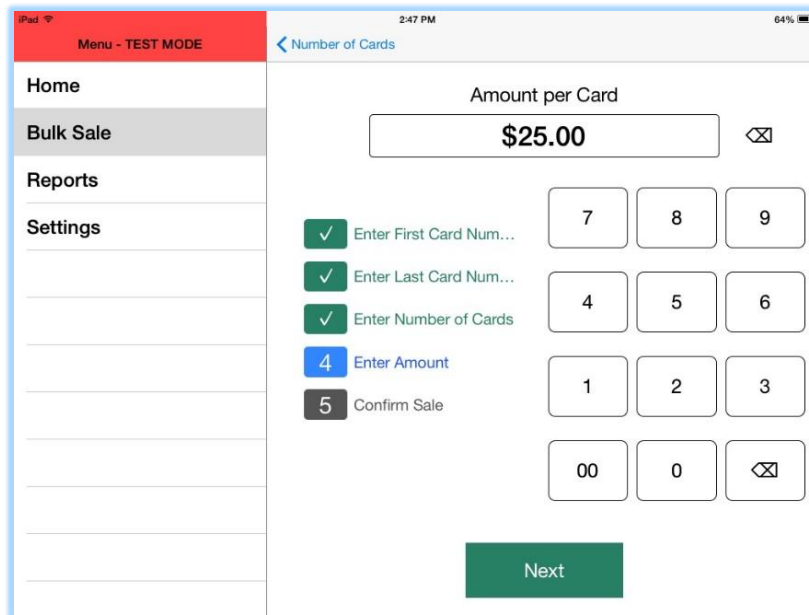 iPad 2:47 PM 64%
Menu - TEST MODE
Number of Cards
Home
Bulk Sale
Reports
Settings
Amount per Card
$25.00
✓ Enter First Card Num...
✓ Enter Last Card Num...
✓ Enter Number of Cards
4 Enter Amount
5 Confirm Sale
7 8 9
4 5 6
1 2 3
00 0
Next